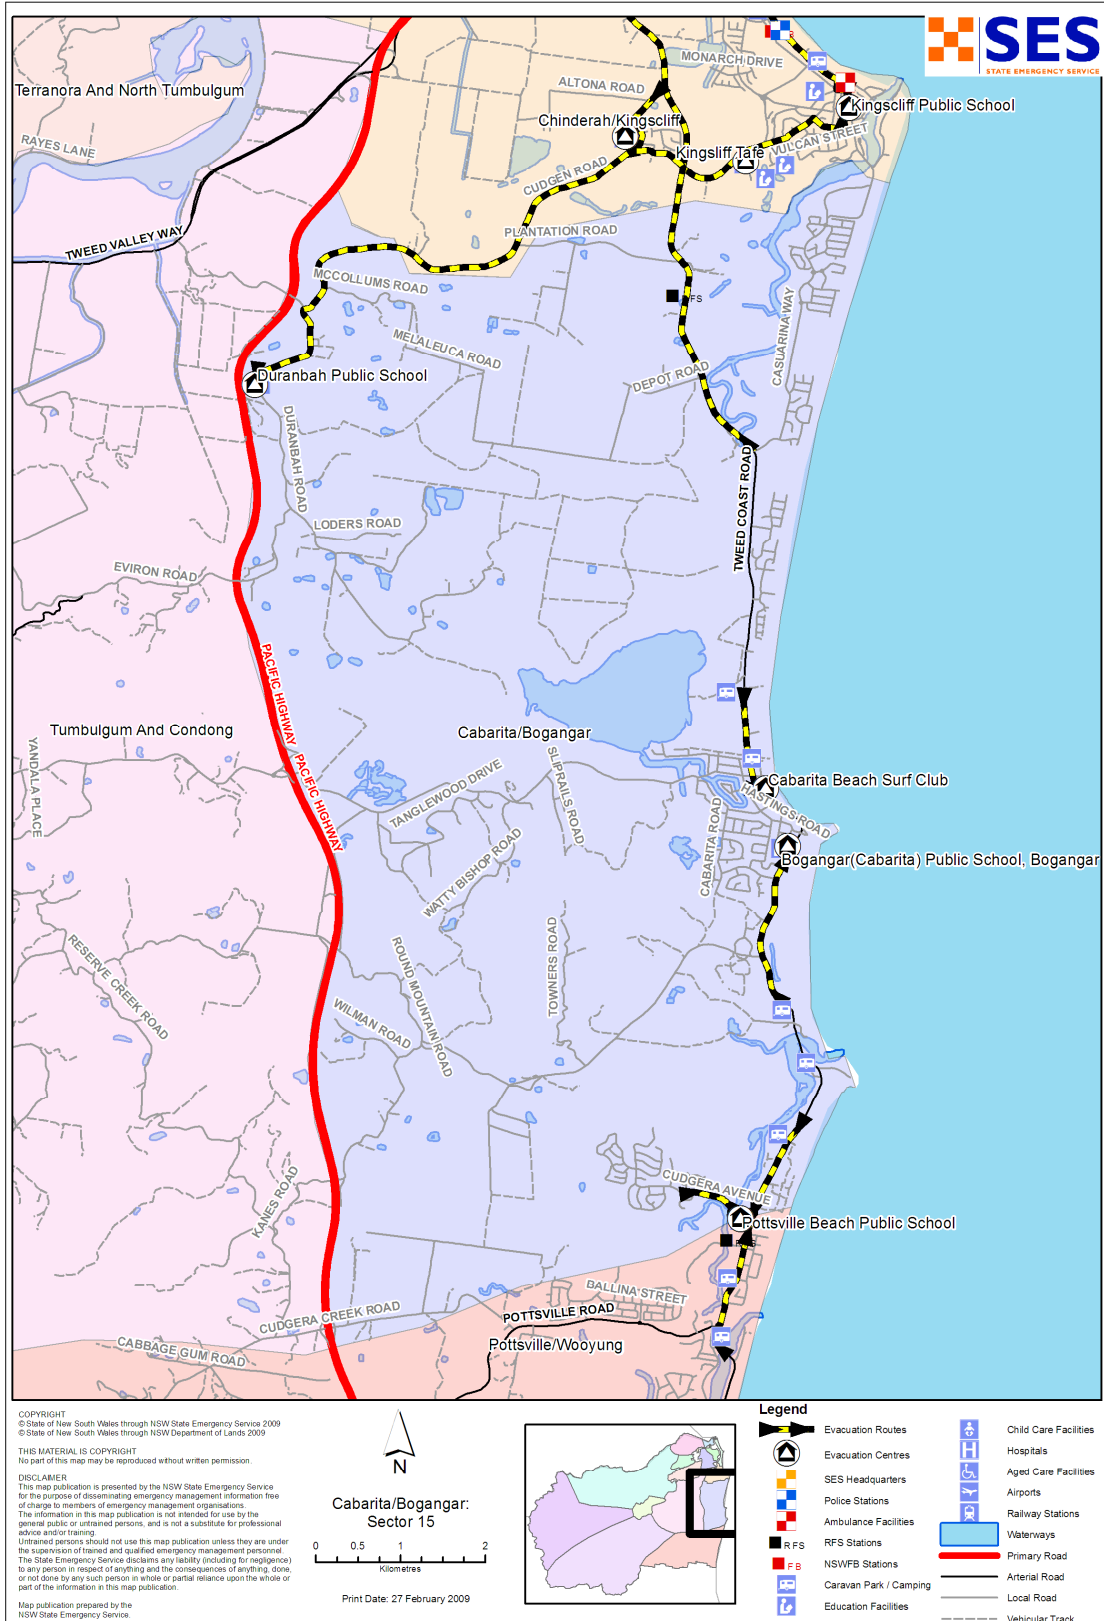 SES
STATE EMERGENCY SERVICE
MONARCH DRIVE
Terranora And North Tumbulgum
ALTONA ROAD
Kingscliff Public School
Chinderah/Kingscliff
RAYES LANE
VULCAN STREET
Kingsliff Tafe
CUDGEN ROAD
TWEED VALLEY WAY
PLANTATION ROAD
MCCOLLUMS ROAD
FS
CASUARINA WAY
MELALEUCA ROAD
DEPOT ROAD
Duranbah Public School
DURANBAH ROAD
TWEED COAST ROAD
LODERS ROAD
EVIRON ROAD
PACIFIC HIGHWAY
Tumbulgum And Condong
Cabarita/Bogangar
YANDALA PLACE
PACIFIC HIGHWAY
SLIPRAILS ROAD
TANGLEWOOD DRIVE
Cabarita Beach Surf Club
HASTINGS ROAD
CABARITA ROAD
WATTY BISHOP ROAD
Bogangar(Cabarita) Public School, Bogangar
RESERVE CREEK ROAD
ROUND MOUNTAIN ROAD
TOWNERS ROAD
WILMAN ROAD
KANES ROAD
CUDGERA AVENUE
Pottsville Beach Public School
BALLINA STREET
CUDGERA CREEK ROAD
POTTSVILLE ROAD
CABBAGE GUM ROAD
Pottsville/Wooyung
COPYRIGHT
© State of New South Wales through NSW State Emergency Service 2009
© State of New South Wales through NSW Department of Lands 2009
THIS MATERIAL IS COPYRIGHT
No part of this map may be reproduced without written permission.
DISCLAIMER
This map publication is presented by the NSW State Emergency Service
for the purpose of disseminating emergency management information free
of charge to members of emergency management organisations.
The information in this map publication is not intended for use by the
general public or untrained persons, and is not a substitute for professional
advice and/or training.
Untrained persons should not use this map publication unless they are under
the supervision of trained and qualified emergency management personnel.
The State Emergency Service disclaims any liability (including for negligence)
to any person in respect of anything and the consequences of anything, done,
or not done by any such person in whole or partial reliance upon the whole or
part of the information in this map publication.
Map publication prepared by the
NSW State Emergency Service.
N
Cabarita/Bogangar:
Sector 15
0 0.5 1 2
Kilometres
Print Date: 27 February 2009
Legend
Evacuation Routes
Evacuation Centres
SES Headquarters
Police Stations
Ambulance Facilities
RFS RFS Stations
FB NSWFB Stations
Caravan Park / Camping
Education Facilities
Child Care Facilities
Hospitals
Aged Care Facilities
Airports
Railway Stations
Waterways
Primary Road
Arterial Road
Local Road
Vehicular Track